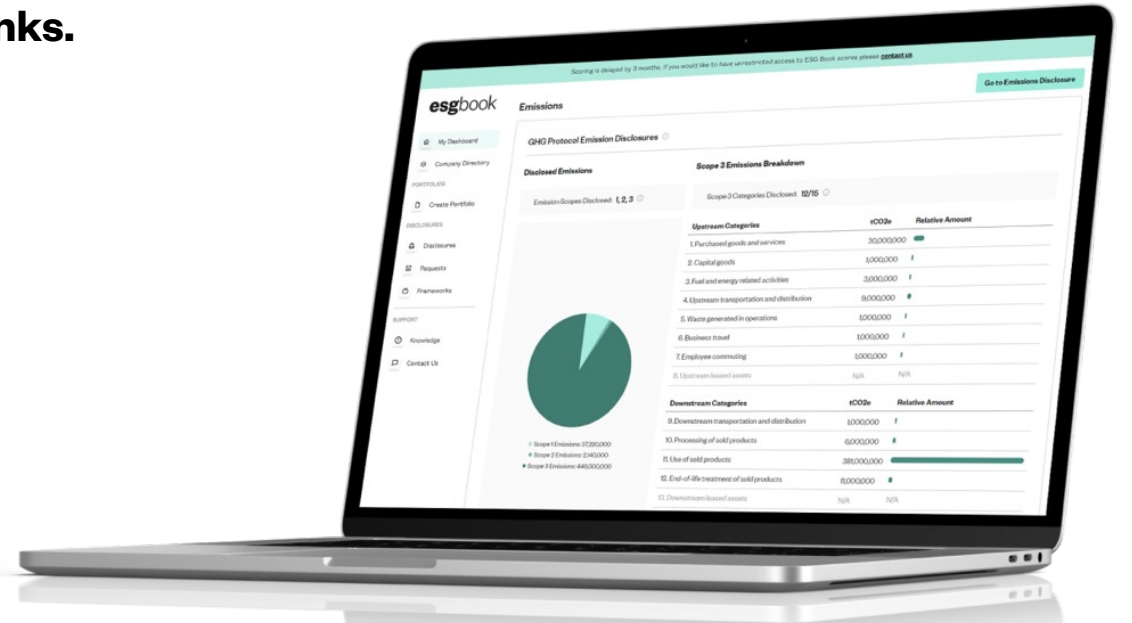 nks.
Scoring is delayed by 3 months. If you would like to have unrestricted access to ESG Book scores please contact us.
esgbook
Emissions
Go to Emissions Disclosure
My Dashboard
Company Directory
PORTFOLIOS
Create Portfolio
DISCLOSURES
Disclosures
Requests
Frameworks
SUPPORT
Knowledge
Contact Us
GHG Protocol Emission Disclosures
Disclosed Emissions
Emission Scopes Disclosed: 1, 2, 3
Scope 1 Emissions: 37,200,000
Scope 2 Emissions: 2,140,000
Scope 3 Emissions: 446,000,000
Scope 3 Emissions Breakdown
Scope 3 Categories Disclosed: 12/15
Upstream Categories tCO2e Relative Amount
1. Purchased goods and services 30,000,000
2. Capital goods 1,000,000
3. Fuel and energy related activities 3,000,000
4. Upstream transportation and distribution 9,000,000
5. Waste generated in operations 1,000,000
6. Business travel 1,000,000
7. Employee commuting 1,000,000
8. Upstream leased assets N/A N/A
Downstream Categories tCO2e Relative Amount
9. Downstream transportation and distribution 1,000,000
10. Processing of sold products 6,000,000
11. Use of sold products 381,000,000
12. End-of-life treatment of sold products 11,000,000
13. Downstream leased assets N/A N/A